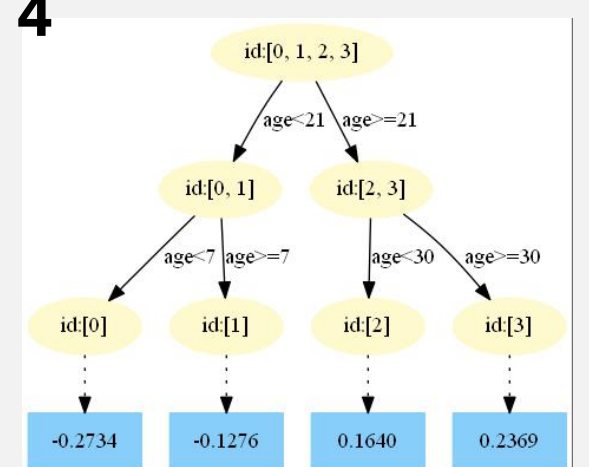 4
id:[0, 1, 2, 3]
age<21 age>=21
id:[0, 1] id:[2, 3]
age<7 age>=7 age<30 age>=30
id:[0] id:[1] id:[2] id:[3]
-0.2734 -0.1276 0.1640 0.2369